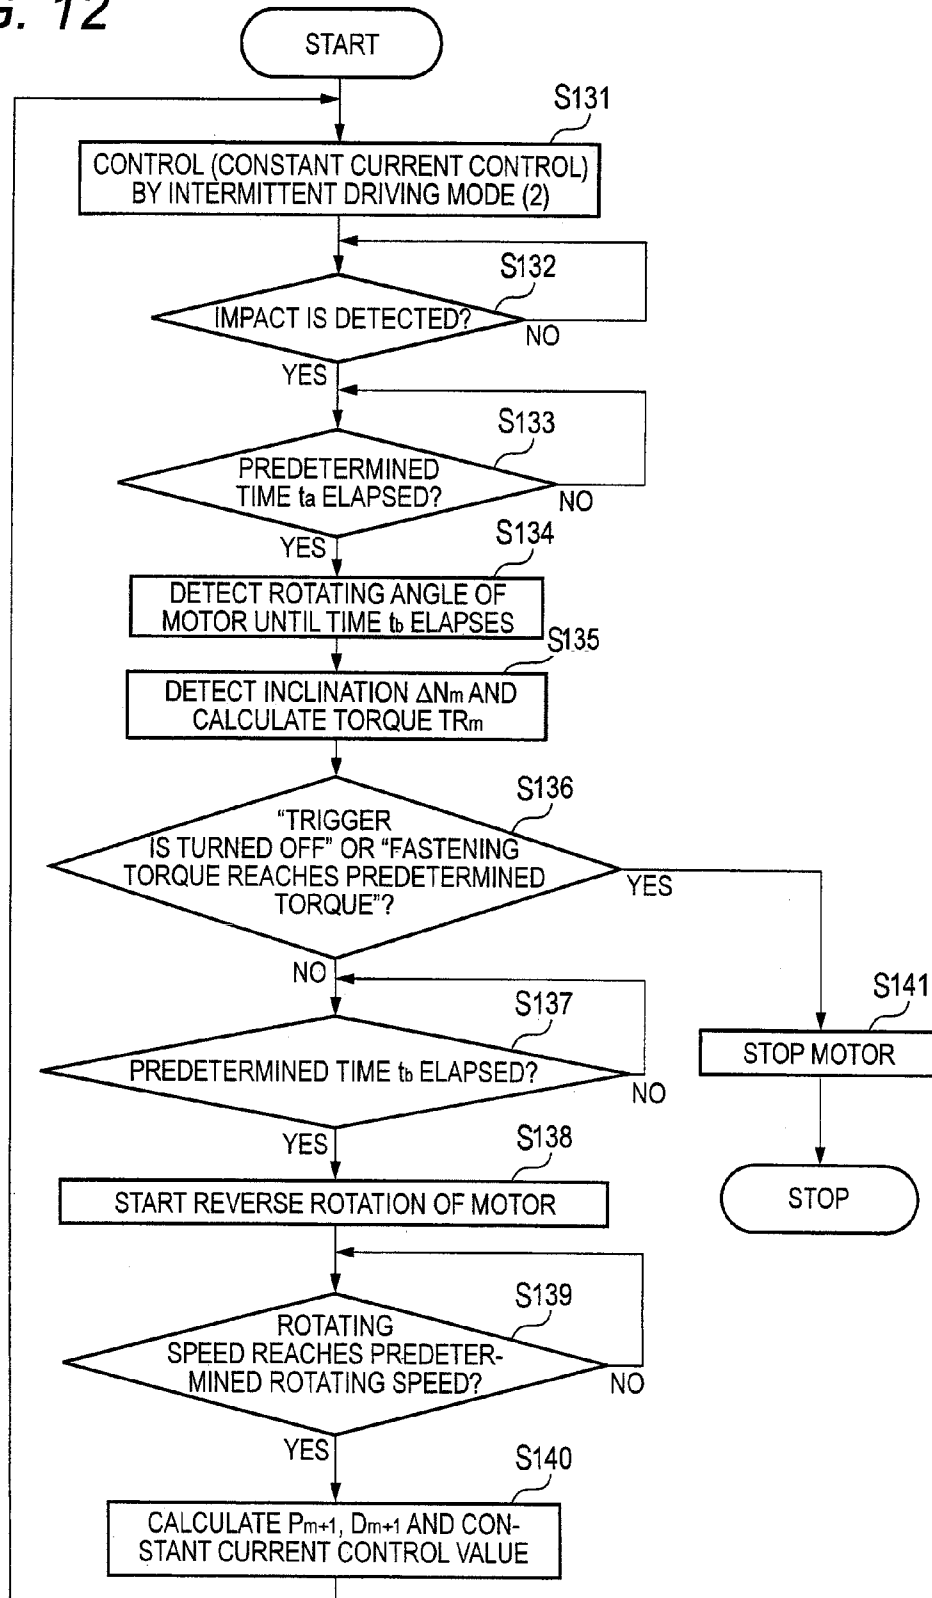 G. 12
START
S131
CONTROL (CONSTANT CURRENT CONTROL)
BY INTERMITTENT DRIVING MODE (2)
S132
IMPACT IS DETECTED?
NO
YES
S133
PREDETERMINED
TIME ta ELAPSED?
NO
YES
S134
DETECT ROTATING ANGLE OF
MOTOR UNTIL TIME tb ELAPSES
S135
DETECT INCLINATION ΔNm AND
CALCULATE TORQUE TRm
S136
“TRIGGER
IS TURNED OFF” OR “FASTENING
TORQUE REACHES PREDETERMINED
TORQUE”?
YES
NO
S137
PREDETERMINED TIME tb ELAPSED?
NO
YES
S141
STOP MOTOR
STOP
S138
START REVERSE ROTATION OF MOTOR
S139
ROTATING
SPEED REACHES PREDETER-
MINED ROTATING SPEED?
NO
YES
S140
CALCULATE Pm+1, Dm+1 AND CON-
STANT CURRENT CONTROL VALUE